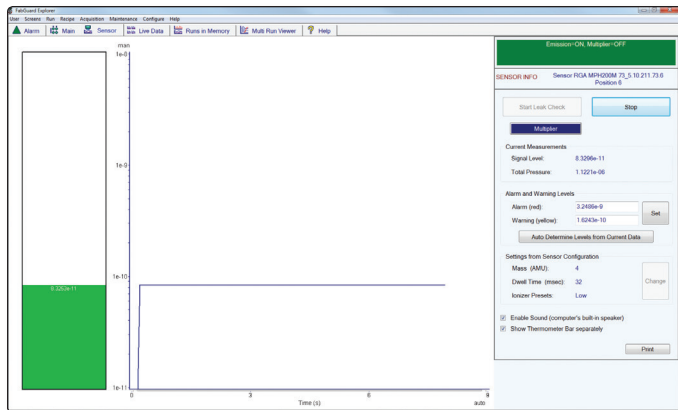 FabGuard Explorer
User Screens Run Recipe Acquisition Maintenance Configure Help
Alarm Main Sensor Live Data Runs in Memory Multi Run Viewer Help
man
1e-8
1e-9
1e-10
1e-11
8.3253e-11
0 3 6 9
Time (s)
auto
Emission=ON, Multiplier=OFF
SENSOR INFO
Sensor RGA MPH200M 73_5.10.211.73.6
Position 6
Start Leak Check Stop
Multiplier
Current Measurements
Signal Level: 8.3296e-11
Total Pressure: 1.1221e-06
Alarm and Warning Levels
Alarm (red): 3.2486e-9
Warning (yellow): 1.6243e-10
Set
Auto Determine Levels from Current Data
Settings from Sensor Configuration
Mass (AMU): 4
Dwell Time (msec): 32
Ionizer Presets: Low
Change
Enable Sound (computer's built-in speaker)
Show Thermometer Bar separately
Print